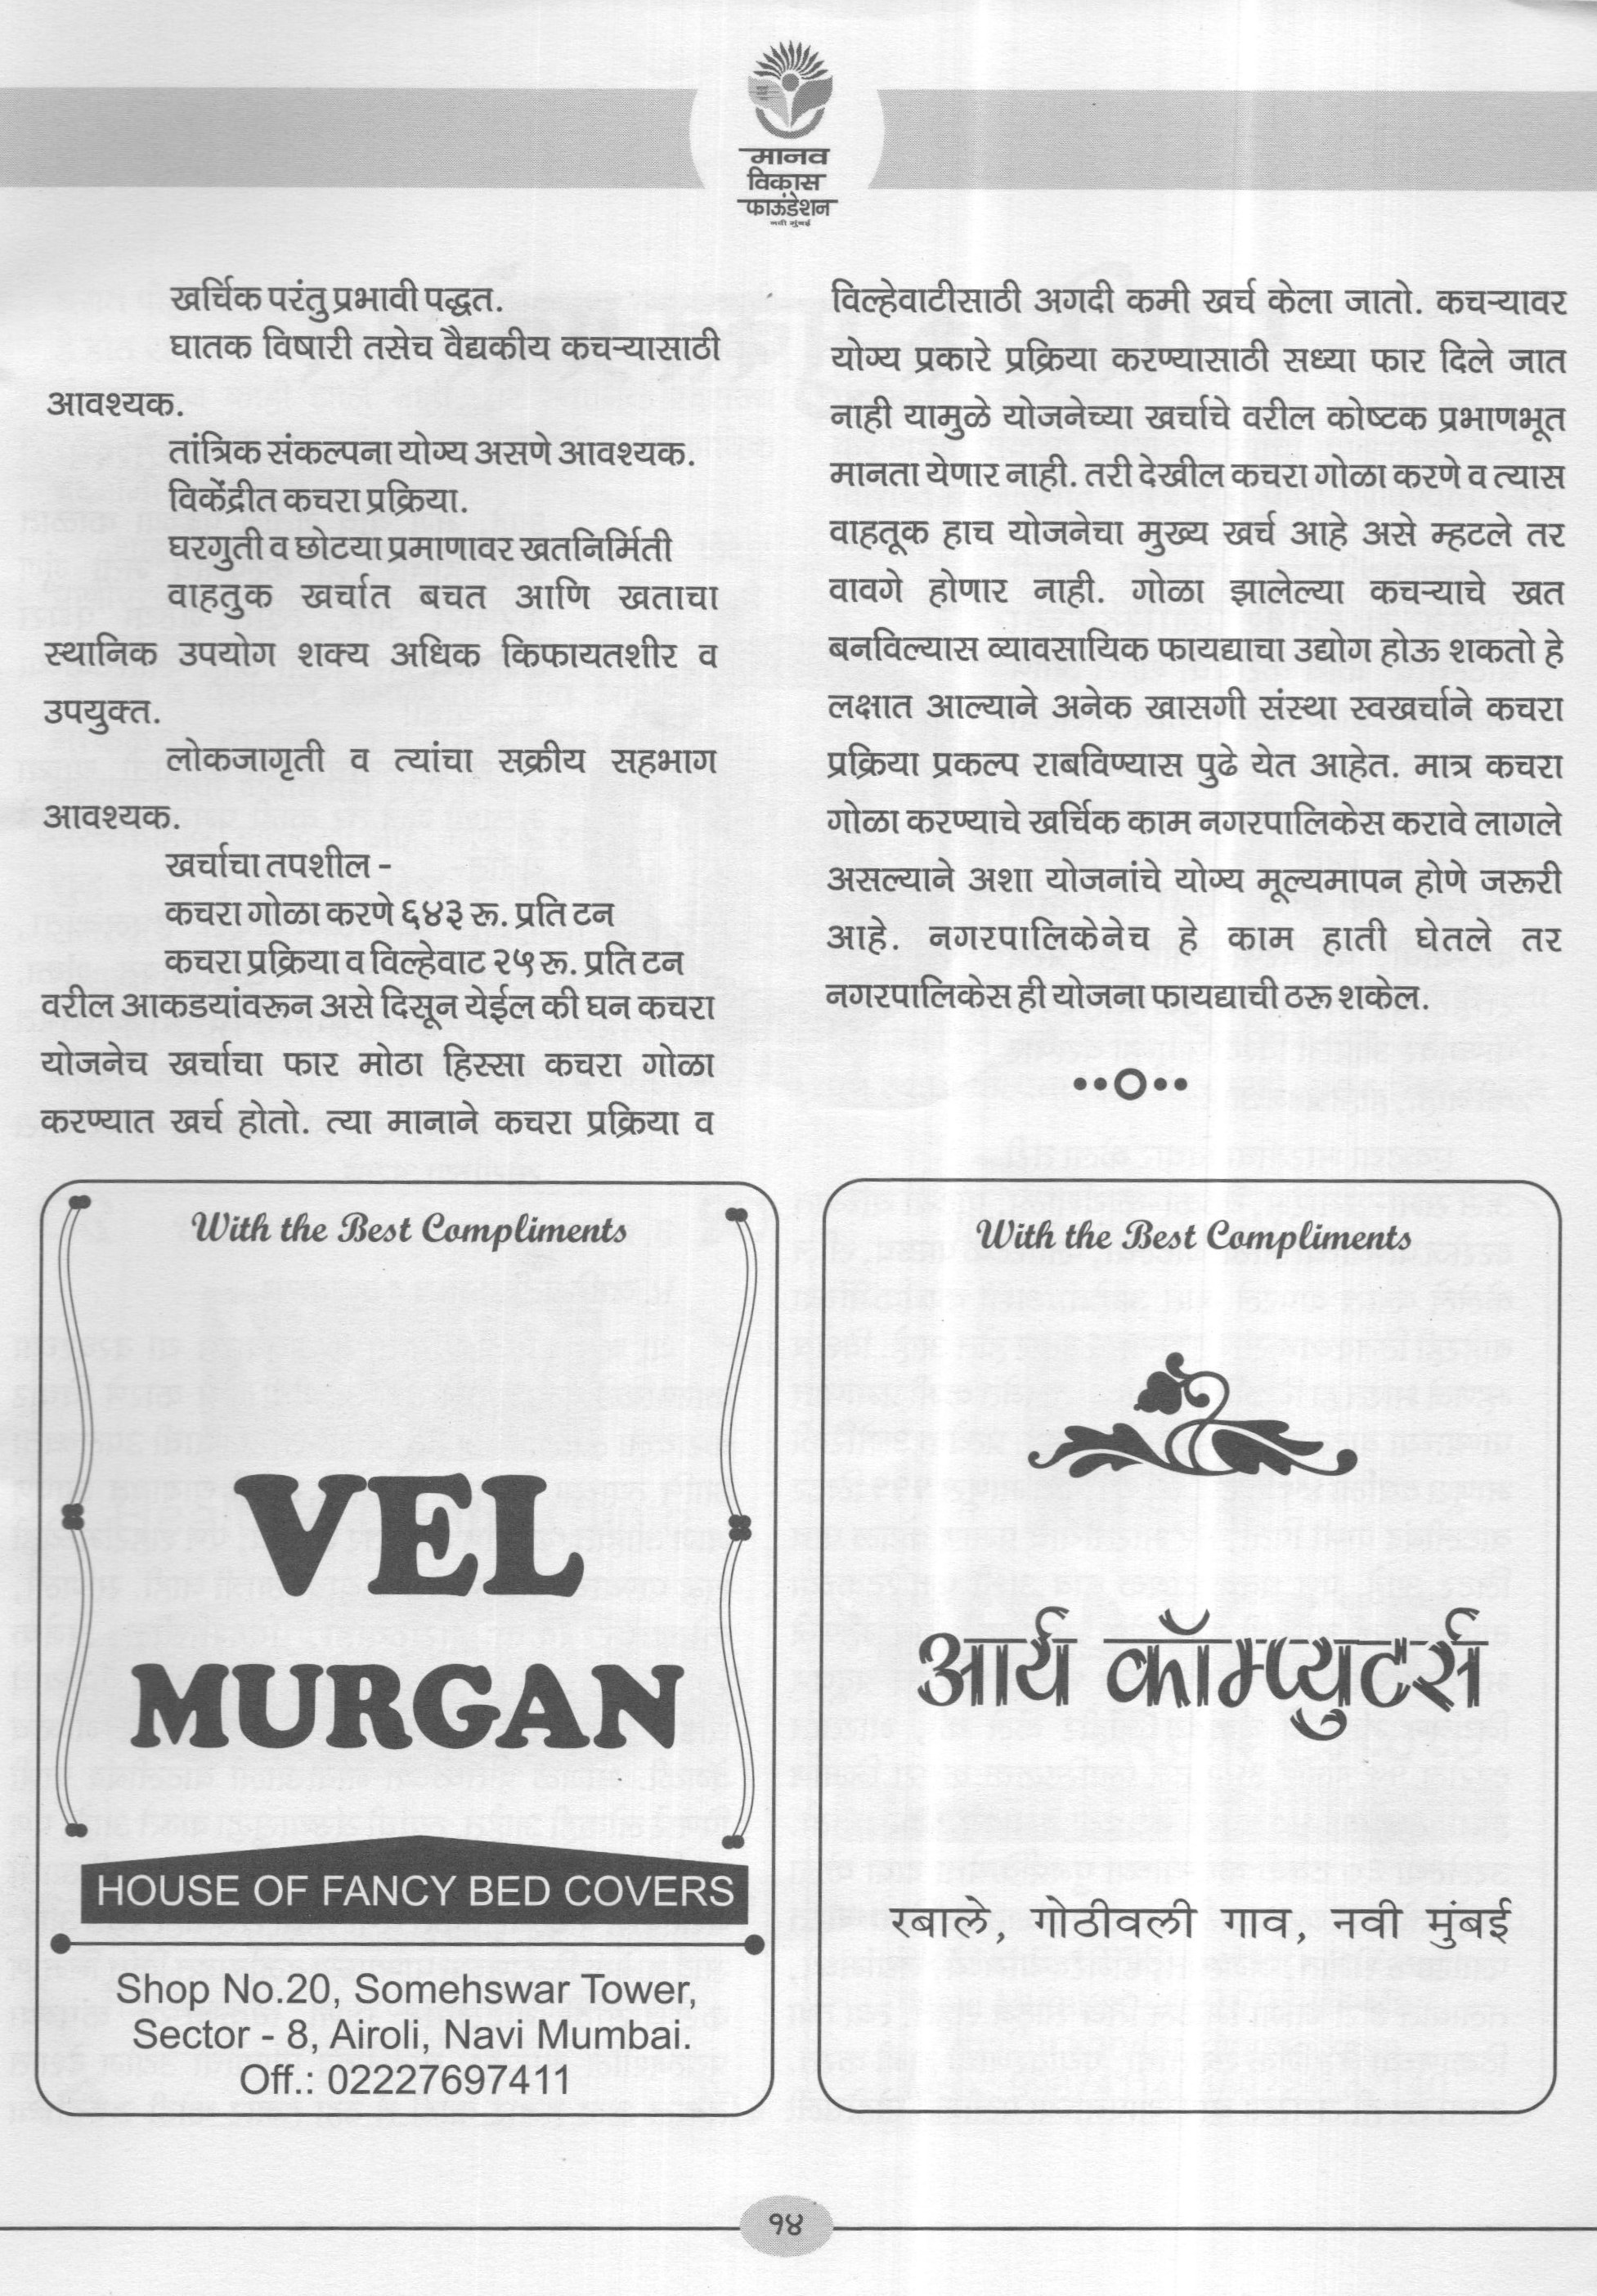 मानव
विकास
फाऊंडेशन
नवी मुंबई
खर्चिक परंतु प्रभावी पद्धत.
घातक विषारी तसेच वैद्यकीय कचऱ्यासाठी
आवश्यक.
तांत्रिक संकल्पना योग्य असणे आवश्यक.
विकेंद्रीत कचरा प्रक्रिया.
घरगुती व छोटया प्रमाणावर खतनिर्मिती
वाहतुक खर्चात बचत आणि खताचा
स्थानिक उपयोग शक्य अधिक किफायतशीर व
उपयुक्त.
लोकजागृती व त्यांचा सक्रीय सहभाग
आवश्यक.
खर्चाचा तपशील -
कचरा गोळा करणे ६४३ रू. प्रति टन
कचरा प्रक्रिया व विल्हेवाट २५ रू. प्रति टन
वरील आकडयांवरून असे दिसून येईल की घन कचरा
योजनेच खर्चाचा फार मोठा हिस्सा कचरा गोळा
करण्यात खर्च होतो. त्या मानाने कचरा प्रक्रिया व
विल्हेवाटीसाठी अगदी कमी खर्च केला जातो. कचऱ्यावर
योग्य प्रकारे प्रक्रिया करण्यासाठी सध्या फार दिले जात
नाही यामुळे योजनेच्या खर्चाचे वरील कोष्टक प्रभाणभूत
मानता येणार नाही. तरी देखील कचरा गोळा करणे व त्यास
वाहतूक हाच योजनेचा मुख्य खर्च आहे असे म्हटले तर
वावगे होणार नाही. गोळा झालेल्या कचऱ्याचे खत
बनविल्यास व्यावसायिक फायद्याचा उद्योग होऊ शकतो हे
लक्षात आल्याने अनेक खासगी संस्था स्वखर्चाने कचरा
प्रक्रिया प्रकल्प राबविण्यास पुढे येत आहेत. मात्र कचरा
गोळा करण्याचे खर्चिक काम नगरपालिकेस करावे लागले
असल्याने अशा योजनांचे योग्य मूल्यमापन होणे जरूरी
आहे. नगरपालिकेनेच हे काम हाती घेतले तर
नगरपालिकेस ही योजना फायद्याची ठरू शकेल.
With the Best Compliments
VEL
MURGAN
HOUSE OF FANCY BED COVERS
Shop No.20, Somehswar Tower,
Sector - 8, Airoli, Navi Mumbai.
Off.: 02227697411
With the Best Compliments
आर्य कॉम्प्युटर्स
रबाले, गोठीवली गाव, नवी मुंबई
१४